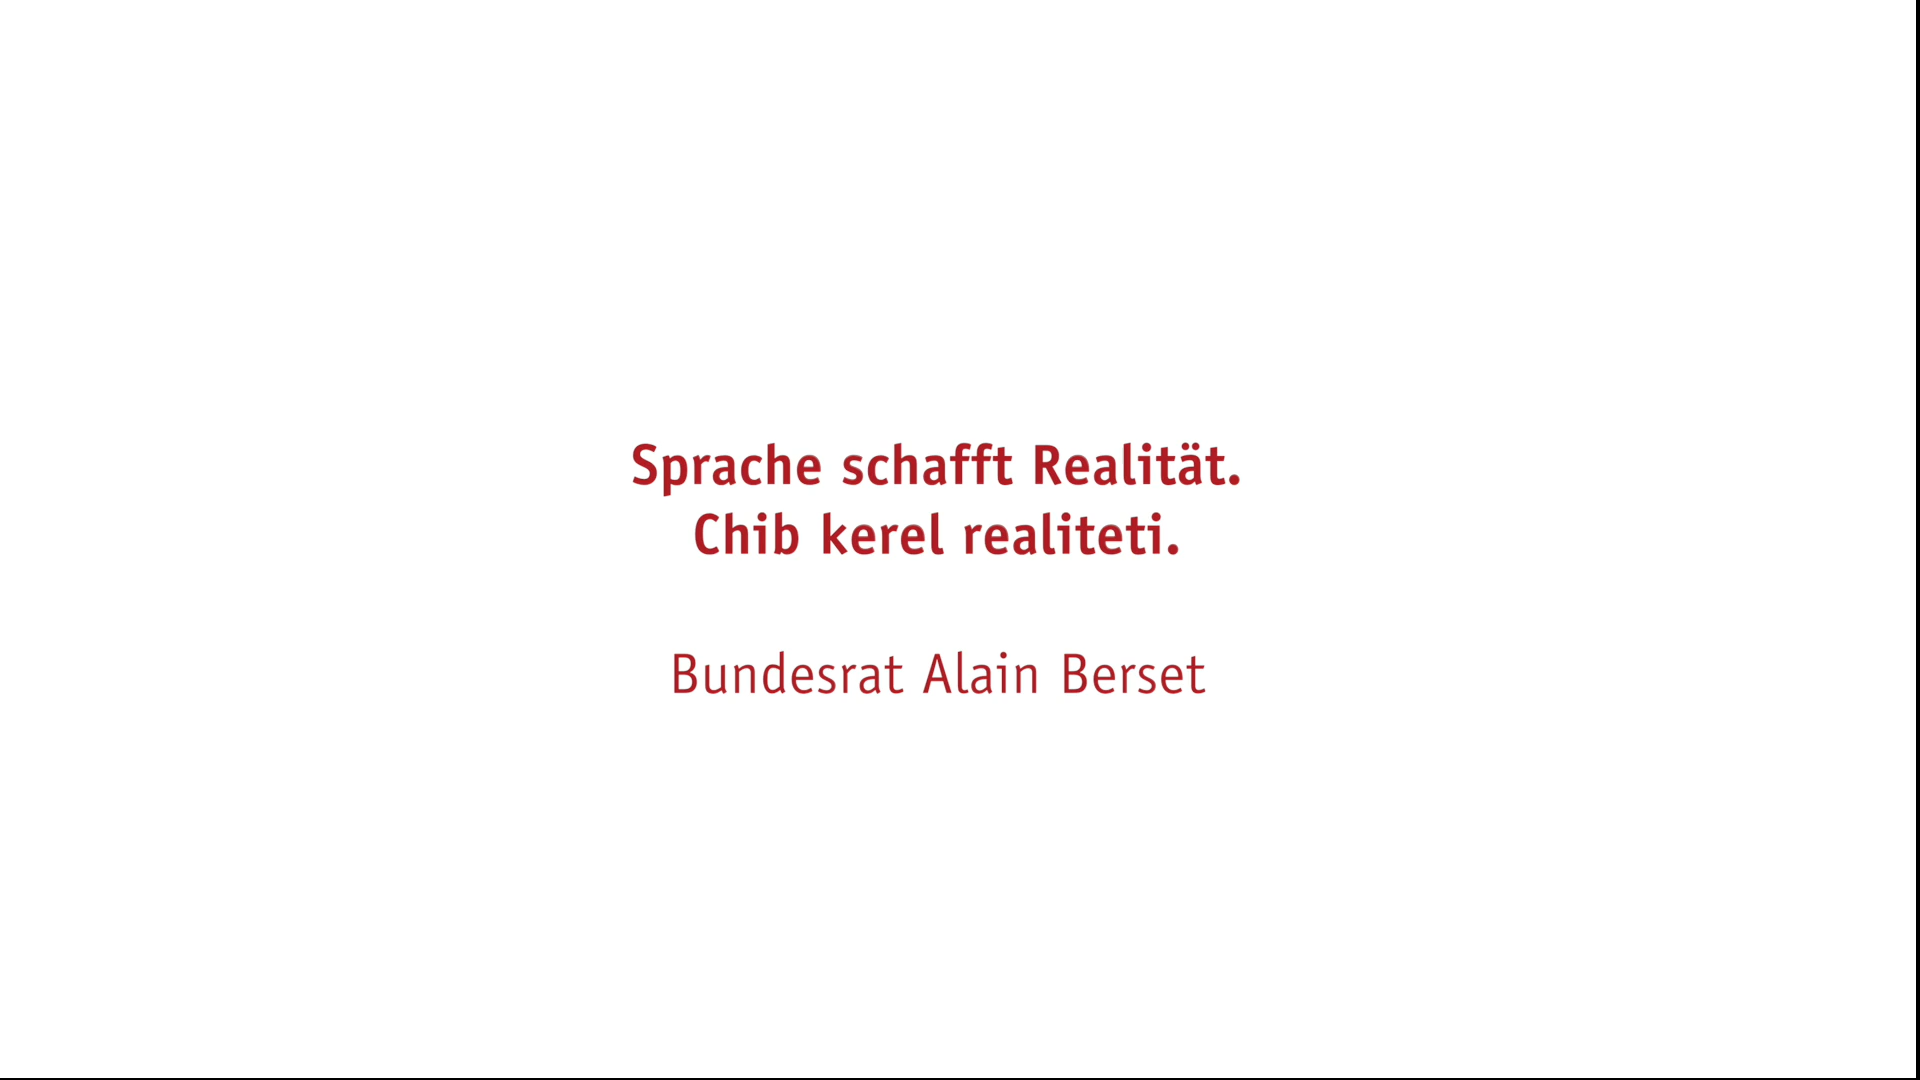 Sprache schafft Realität.
Chib kerel realiteti.
Bundesrat Alain Berset